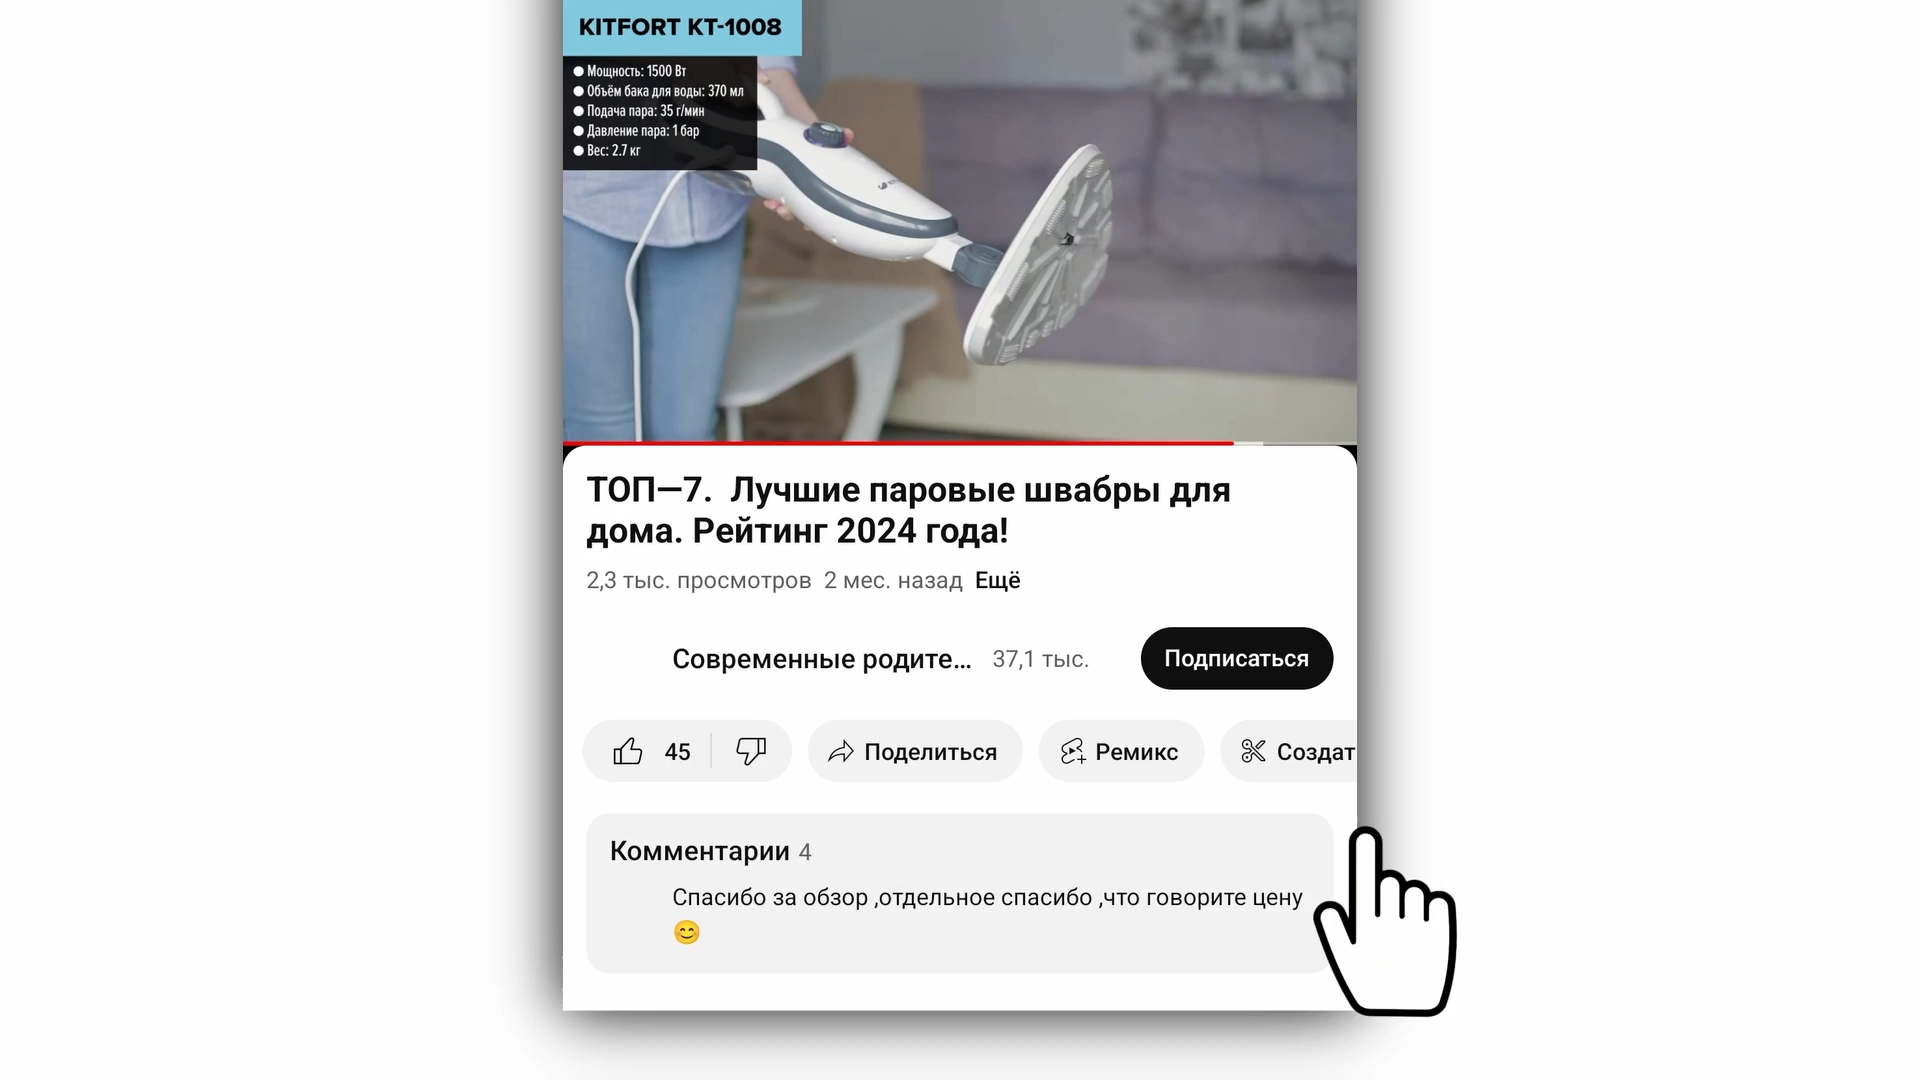 KITFORT KT-1008
Мощность: 1500 Вт
Объём бака для воды: 370 мл
Подача пара: 35 г/мин
Давление пара: 1 бар
Вес: 2.7 кг
ТОП—7. Лучшие паровые швабры для
дома. Рейтинг 2024 года!
2,3 тыс. просмотров 2 мес. назад Ещё
Современные родите... 37,1 тыс. Подписаться
45 Поделиться Ремикс Создат
Комментарии 4
Спасибо за обзор ,отдельное спасибо ,что говорите цену
😊